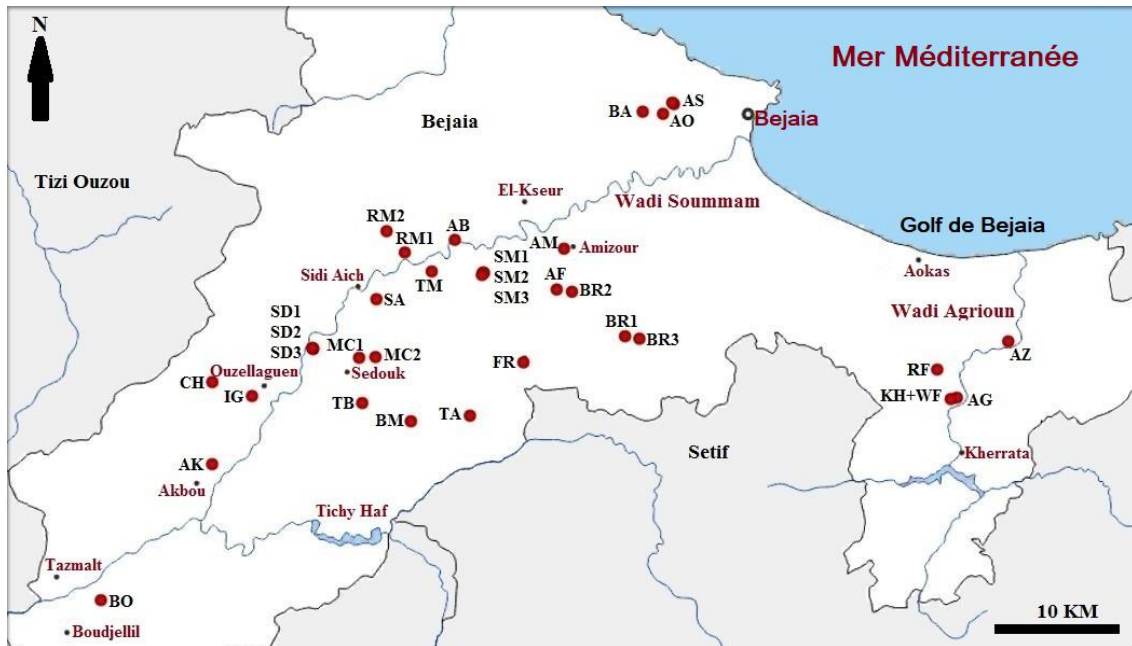 N
Mer Méditerranée
AS
BA
AO
Bejaia
Bejaia
Tizi Ouzou
El-Kseur
Wadi Soummam
RM2
AB
Golf de Bejaia
RM1
AM
Amizour
SM1
Aokas
Sidi Aich
TM
SM2
AF
BR2
SA
SM3
Wadi Agrioun
SD1
SD2
BR1
BR3
SD3
MC1
MC2
AZ
Ouzellaguen
Sedouk
FR
RF
CH
IG
KH+WF
AG
TB
BM
TA
Setif
Kherrata
AK
Akbou
Tichy Haf
Tazmalt
BO
10 KM
Boudjellil